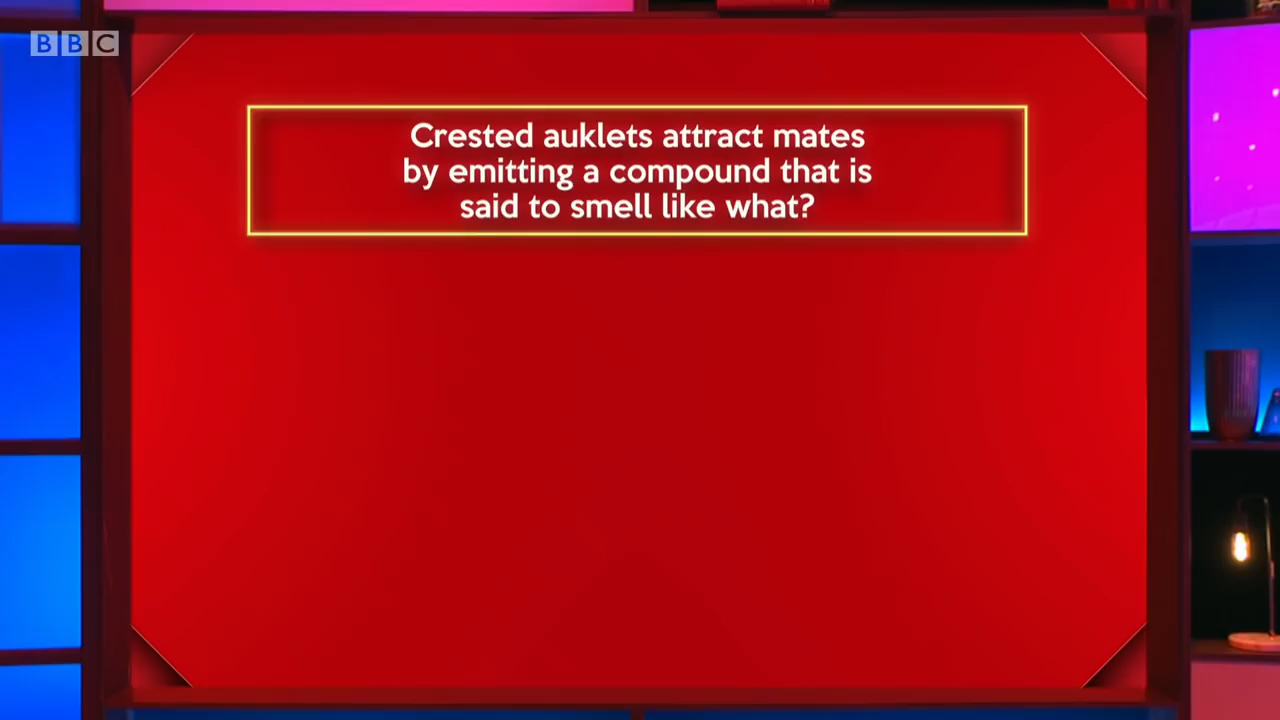 BBC
Crested auklets attract mates
by emitting a compound that is
said to smell like what?